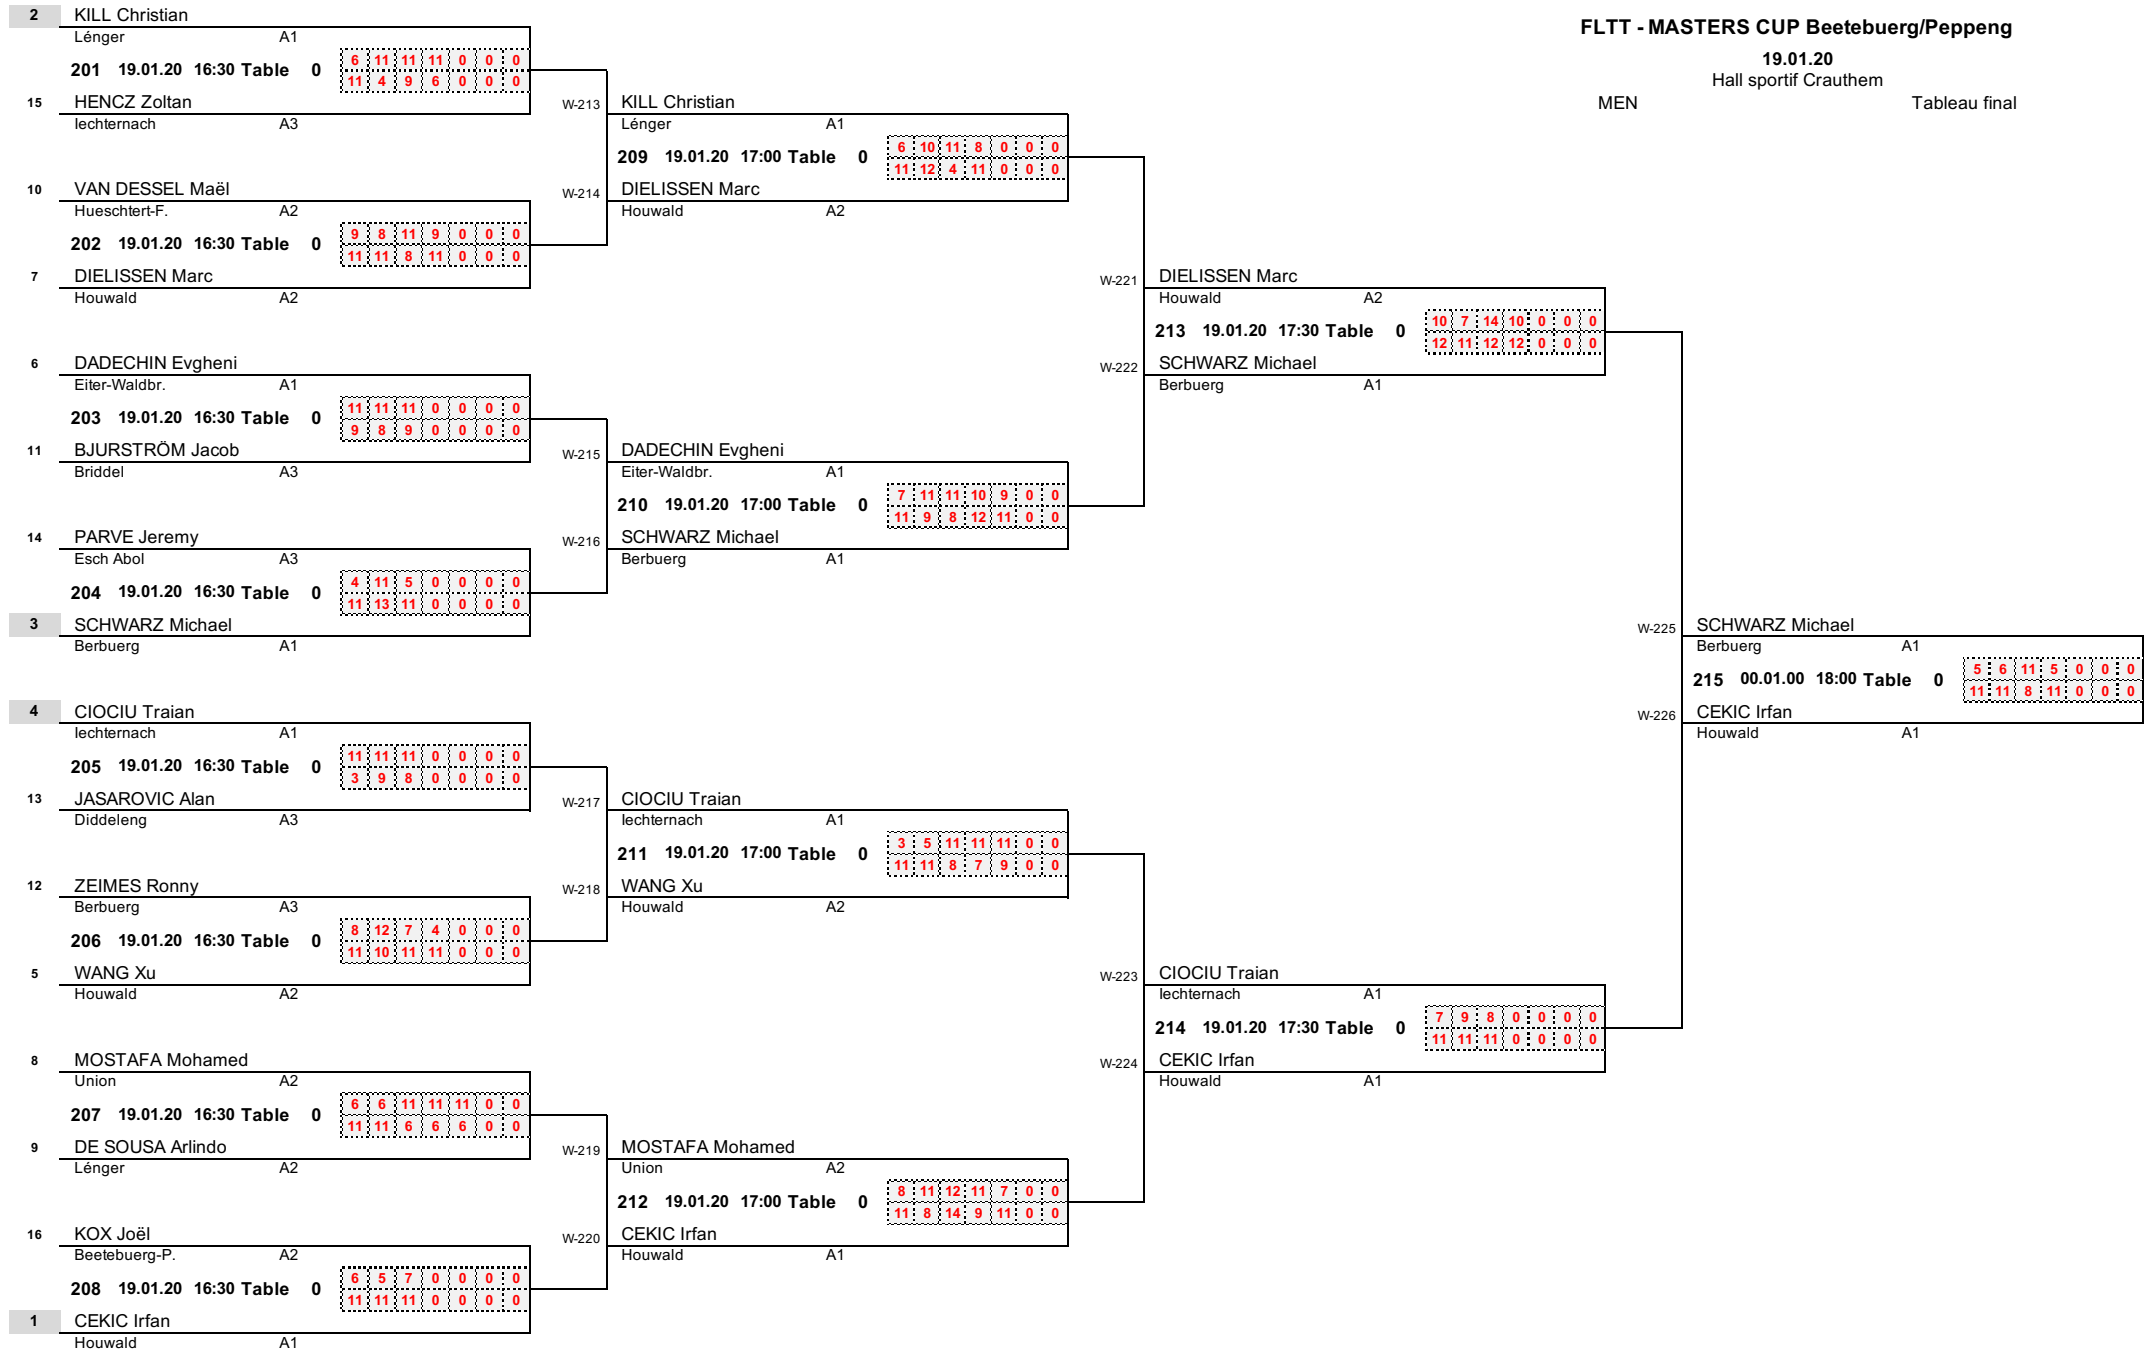 FLTT - MASTERS CUP Beetebuerg/Peppeng
19.01.20
Hall sportif Crauthem
MEN Tableau final
2 KILL Christian
Lénger A1
201 19.01.20 16:30 Table 0
6 11 11 11 0 0 0
11 4 9 6 0 0 0
15 HENCZ Zoltan
Iechternach A3
10 VAN DESSEL Maël
Hueschtert-F. A2
202 19.01.20 16:30 Table 0
9 8 11 9 0 0 0
11 11 8 11 0 0 0
7 DIELISSEN Marc
Houwald A2
6 DADECHIN Evgheni
Eiter-Waldbr. A1
203 19.01.20 16:30 Table 0
11 11 11 0 0 0 0
9 8 9 0 0 0 0
11 BJURSTRÖM Jacob
Briddel A3
14 PARVE Jeremy
Esch Abol A3
204 19.01.20 16:30 Table 0
4 11 5 0 0 0 0
11 13 11 0 0 0 0
3 SCHWARZ Michael
Berbuerg A1
4 CIOCIU Traian
Iechternach A1
205 19.01.20 16:30 Table 0
11 11 11 0 0 0 0
3 9 8 0 0 0 0
13 JASAROVIC Alan
Diddeleng A3
12 ZEIMES Ronny
Berbuerg A3
206 19.01.20 16:30 Table 0
8 12 7 4 0 0 0
11 10 11 11 0 0 0
5 WANG Xu
Houwald A2
8 MOSTAFA Mohamed
Union A2
207 19.01.20 16:30 Table 0
6 6 11 11 11 0 0
11 11 6 6 6 0 0
9 DE SOUSA Arlindo
Lénger A2
16 KOX Joël
Beetebuerg-P. A2
208 19.01.20 16:30 Table 0
6 5 7 0 0 0 0
11 11 11 0 0 0 0
1 CEKIC Irfan
Houwald A1
W-213 KILL Christian
Lénger A1
209 19.01.20 17:00 Table 0
6 10 11 8 0 0 0
11 12 4 11 0 0 0
W-214 DIELISSEN Marc
Houwald A2
W-215 DADECHIN Evgheni
Eiter-Waldbr. A1
210 19.01.20 17:00 Table 0
7 11 11 10 9 0 0
11 9 8 12 11 0 0
W-216 SCHWARZ Michael
Berbuerg A1
W-217 CIOCIU Traian
Iechternach A1
211 19.01.20 17:00 Table 0
3 5 11 11 11 0 0
11 11 8 7 9 0 0
W-218 WANG Xu
Houwald A2
W-219 MOSTAFA Mohamed
Union A2
212 19.01.20 17:00 Table 0
8 11 12 11 7 0 0
11 8 14 9 11 0 0
W-220 CEKIC Irfan
Houwald A1
W-221 DIELISSEN Marc
Houwald A2
213 19.01.20 17:30 Table 0
10 7 14 10 0 0 0
12 11 12 12 0 0 0
W-222 SCHWARZ Michael
Berbuerg A1
W-223 CIOCIU Traian
Iechternach A1
214 19.01.20 17:30 Table 0
7 9 8 0 0 0 0
11 11 11 0 0 0 0
W-224 CEKIC Irfan
Houwald A1
W-225 SCHWARZ Michael
Berbuerg A1
215 00.01.00 18:00 Table 0
5 6 11 5 0 0 0
11 11 8 11 0 0 0
W-226 CEKIC Irfan
Houwald A1